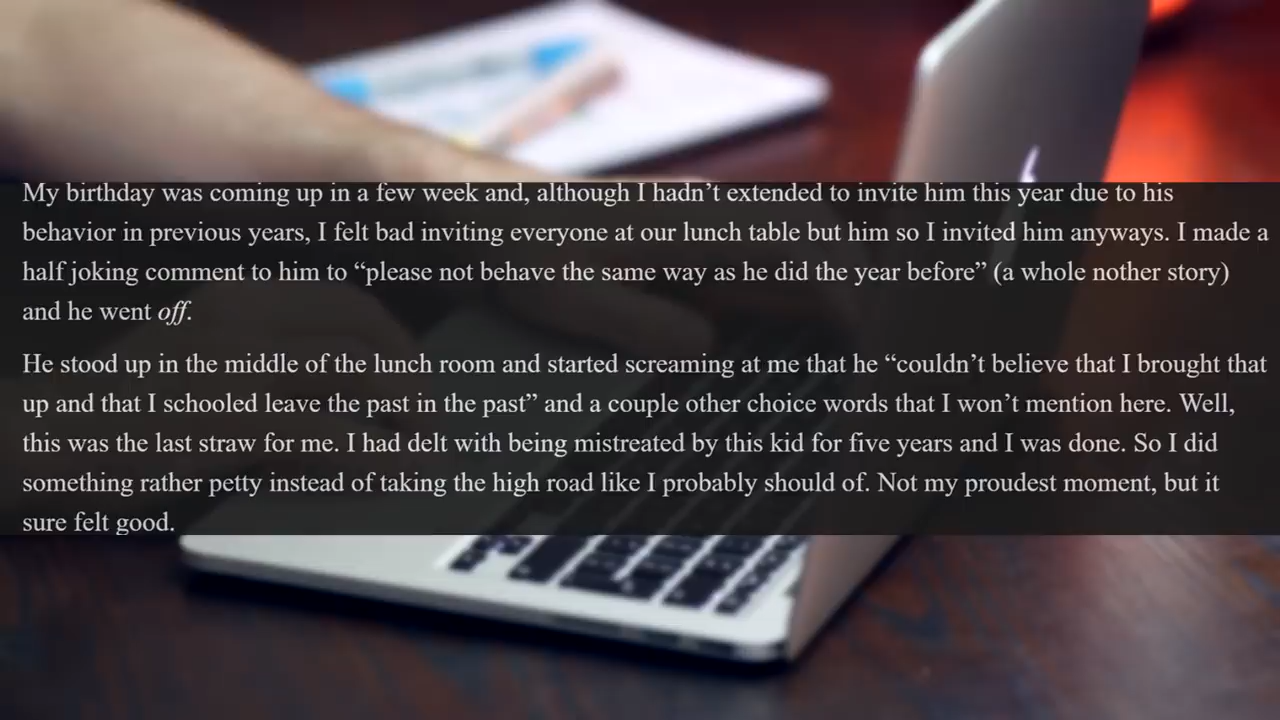 My birthday was coming up in a few week and, although I hadn’t extended to invite him this year due to his
behavior in previous years, I felt bad inviting everyone at our lunch table but him so I invited him anyways. I made a
half joking comment to him to “please not behave the same way as he did the year before” (a whole nother story)
and he went off.
He stood up in the middle of the lunch room and started screaming at me that he “couldn’t believe that I brought that
up and that I schooled leave the past in the past” and a couple other choice words that I won’t mention here. Well,
this was the last straw for me. I had delt with being mistreated by this kid for five years and I was done. So I did
something rather petty instead of taking the high road like I probably should of. Not my proudest moment, but it
sure felt good.